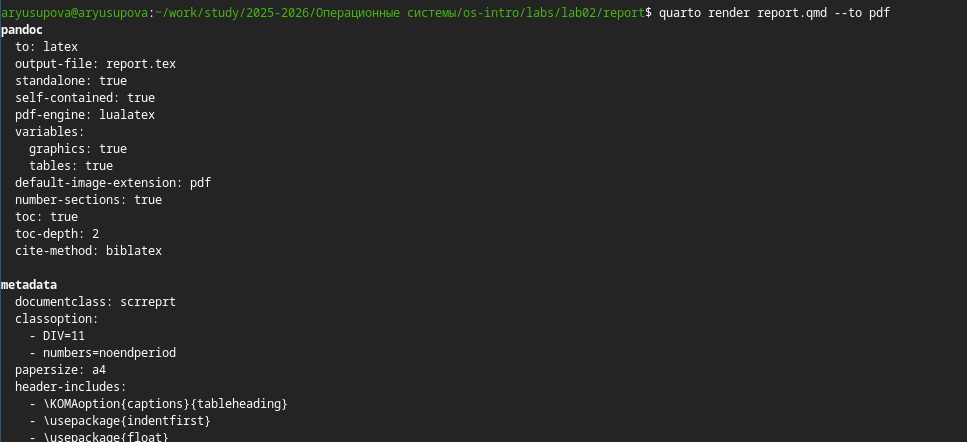 aryusupova@aryusupova:~/work/study/2025-2026/Операционные системы/os-intro/labs/lab02/report$ quarto render report.qmd --to pdf
pandoc
  to: latex
  output-file: report.tex
  standalone: true
  self-contained: true
  pdf-engine: lualatex
  variables:
    graphics: true
    tables: true
  default-image-extension: pdf
  number-sections: true
  toc: true
  toc-depth: 2
  cite-method: biblatex

metadata
  documentclass: scrreprt
  classoption:
    - DIV=11
    - numbers=noendperiod
  papersize: a4
  header-includes:
    - \KOMAoption{captions}{tableheading}
    - \usepackage{indentfirst}
    - \usepackage{float}